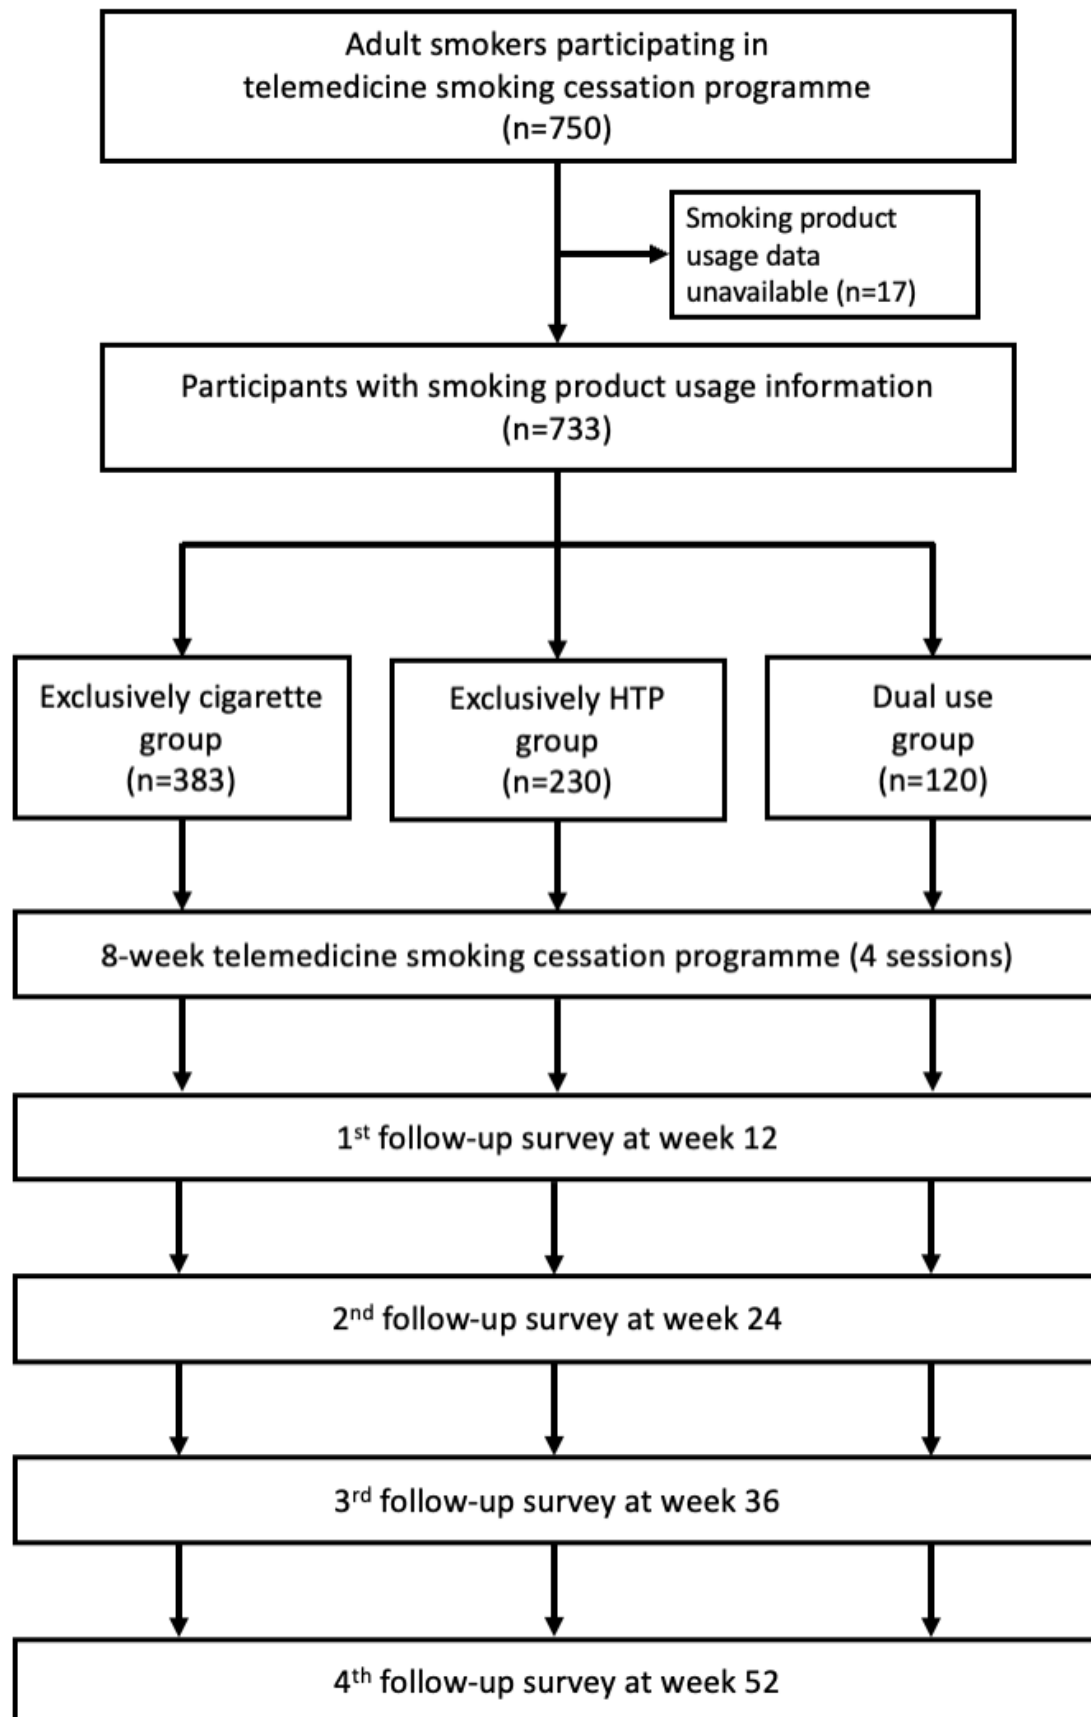 Adult smokers participating in
telemedicine smoking cessation programme
(n=750)
Smoking product
usage data
unavailable (n=17)
Participants with smoking product usage information
(n=733)
Exclusively cigarette
group
(n=383)
Exclusively HTP
group
(n=230)
Dual use
group
(n=120)
8-week telemedicine smoking cessation programme (4 sessions)
1st follow-up survey at week 12
2nd follow-up survey at week 24
3rd follow-up survey at week 36
4th follow-up survey at week 52